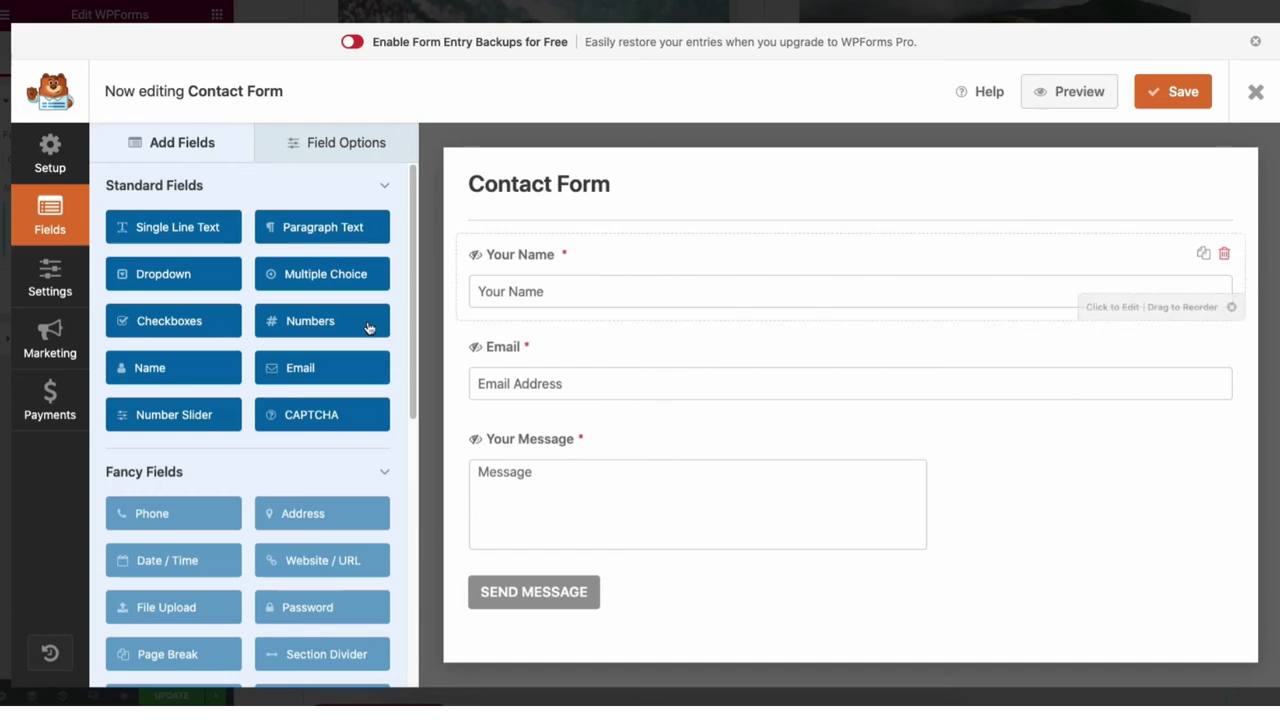 Edit WPForms
Enable Form Entry Backups for Free | Easily restore your entries when you upgrade to WPForms Pro.
Now editing Contact Form
Help
Preview
Save
Setup
Fields
Settings
Marketing
Payments
Add Fields
Field Options
Standard Fields
Single Line Text
Paragraph Text
Dropdown
Multiple Choice
Checkboxes
Numbers
Name
Email
Number Slider
CAPTCHA
Fancy Fields
Phone
Address
Date / Time
Website / URL
File Upload
Password
Page Break
Section Divider
Contact Form
Your Name *
Your Name
Click to Edit | Drag to Reorder
Email *
Email Address
Your Message *
Message
SEND MESSAGE
UPDATE